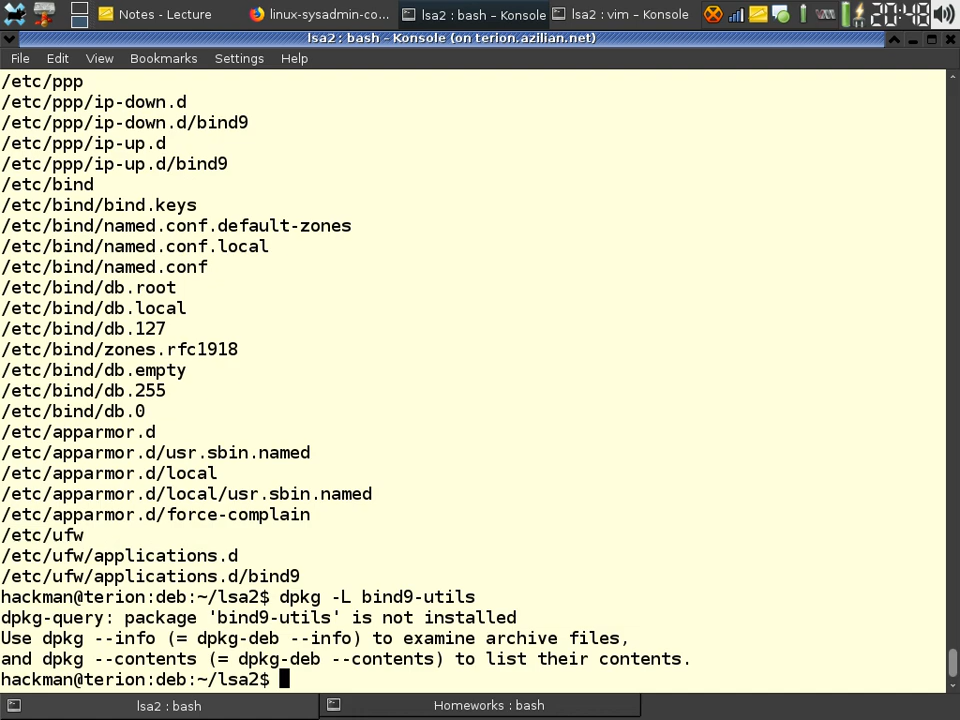 Notes - Lecture
linux-sysadmin-co...
lsa2 : bash – Konsole
lsa2 : vim – Konsole
20:48
lsa2 : bash – Konsole (on terion.azilian.net)
File Edit View Bookmarks Settings Help
/etc/ppp
/etc/ppp/ip-down.d
/etc/ppp/ip-down.d/bind9
/etc/ppp/ip-up.d
/etc/ppp/ip-up.d/bind9
/etc/bind
/etc/bind/bind.keys
/etc/bind/named.conf.default-zones
/etc/bind/named.conf.local
/etc/bind/named.conf
/etc/bind/db.root
/etc/bind/db.local
/etc/bind/db.127
/etc/bind/zones.rfc1918
/etc/bind/db.empty
/etc/bind/db.255
/etc/bind/db.0
/etc/apparmor.d
/etc/apparmor.d/usr.sbin.named
/etc/apparmor.d/local
/etc/apparmor.d/local/usr.sbin.named
/etc/apparmor.d/force-complain
/etc/ufw
/etc/ufw/applications.d
/etc/ufw/applications.d/bind9
hackman@terion:deb:~/lsa2$ dpkg -L bind9-utils
dpkg-query: package 'bind9-utils' is not installed
Use dpkg --info (= dpkg-deb --info) to examine archive files,
and dpkg --contents (= dpkg-deb --contents) to list their contents.
hackman@terion:deb:~/lsa2$
lsa2 : bash
Homeworks : bash